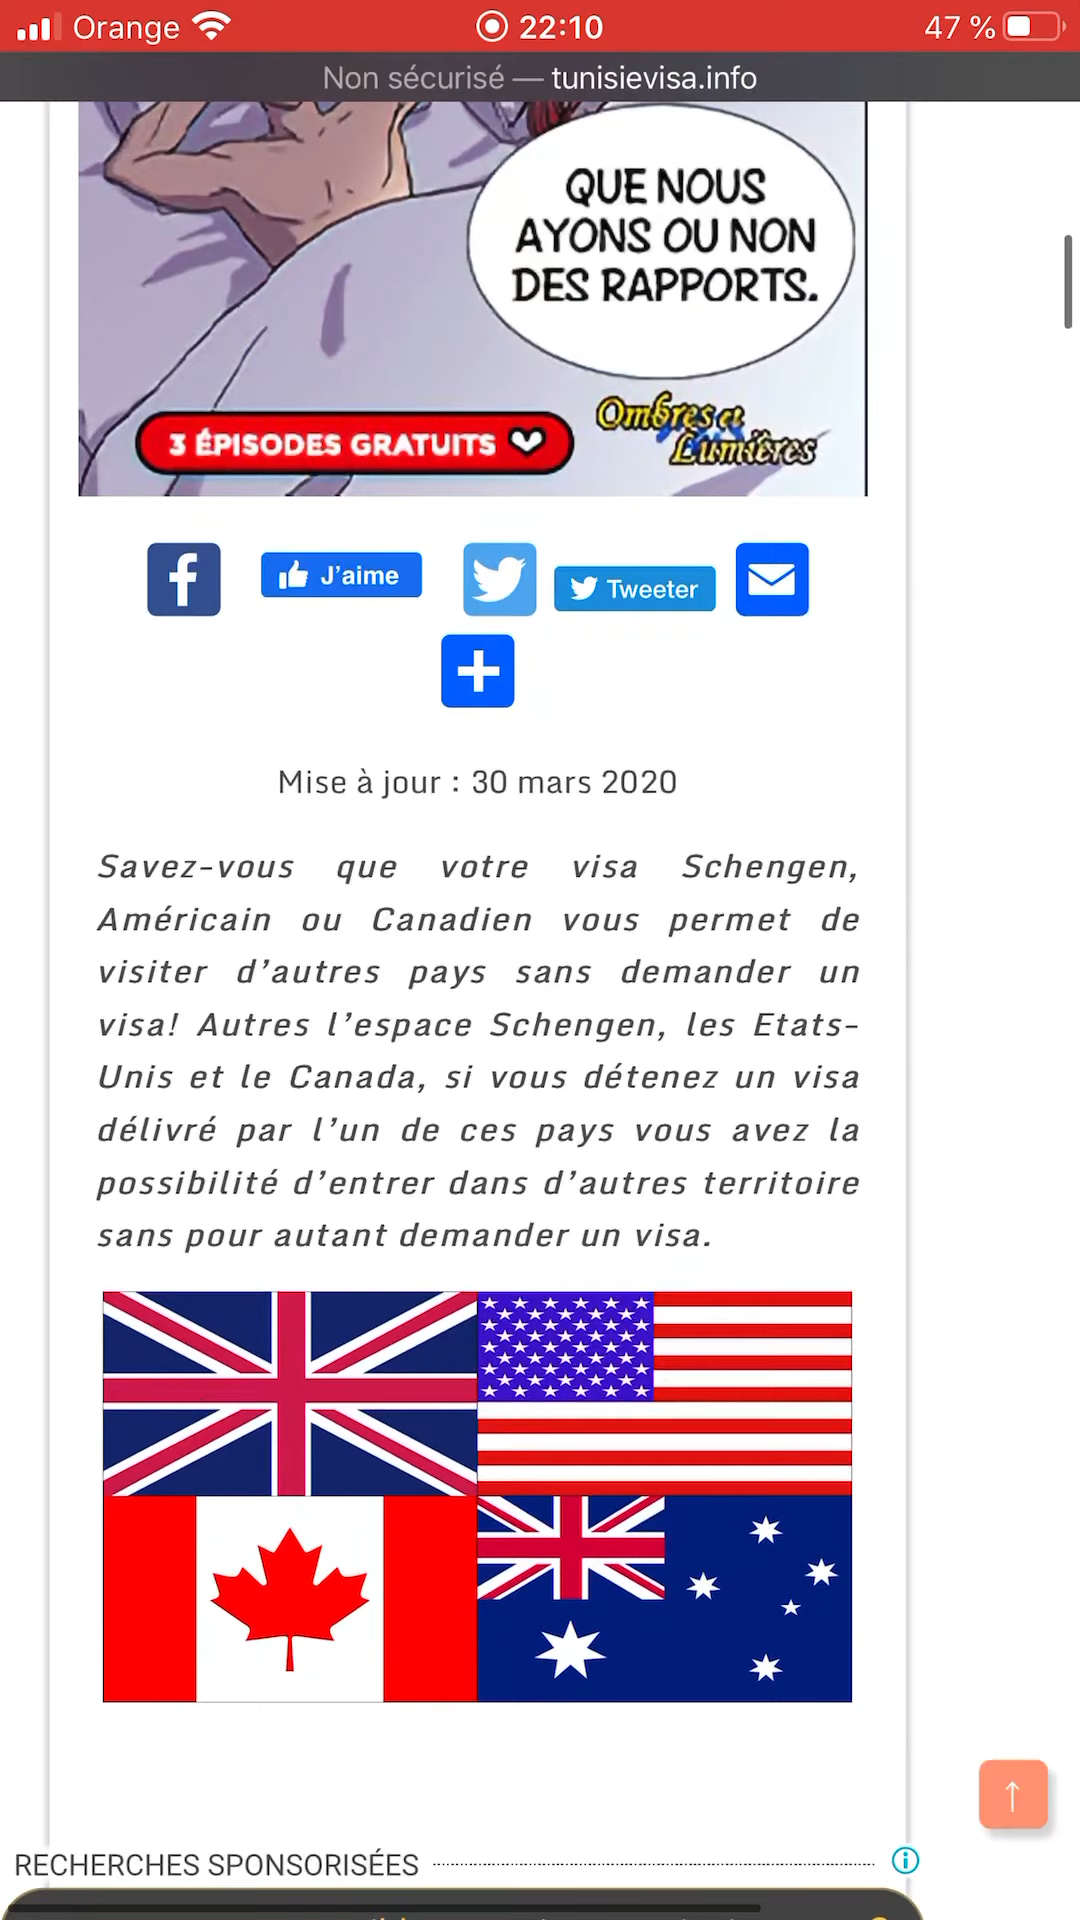 Orange 22:10 47 %
Non sécurisé — tunisievisa.info
QUE NOUS
AYONS OU NON
DES RAPPORTS.
3 ÉPISODES GRATUITS
Ombres et
Lumières
J'aime
Tweeter
Mise à jour : 30 mars 2020
Savez-vous que votre visa Schengen,
Américain ou Canadien vous permet de
visiter d'autres pays sans demander un
visa! Autres l'espace Schengen, les Etats-
Unis et le Canada, si vous détenez un visa
délivré par l'un de ces pays vous avez la
possibilité d'entrer dans d'autres territoire
sans pour autant demander un visa.
RECHERCHES SPONSORISÉES